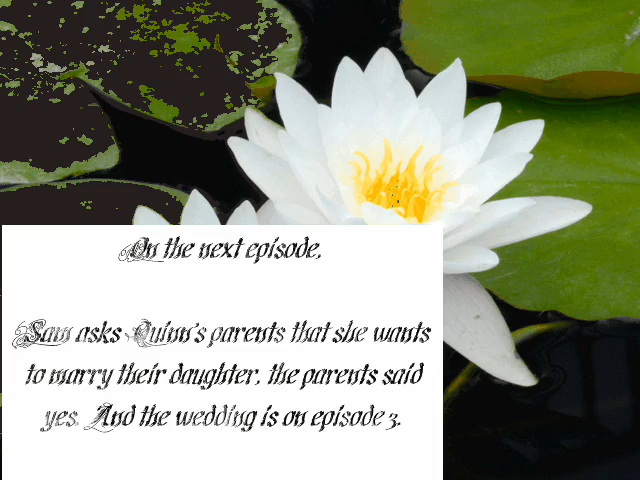 On the next episode,
Sam asks Quinn's parents that she wants
to marry their daughter, the parents said
yes. And the wedding is on episode 3.